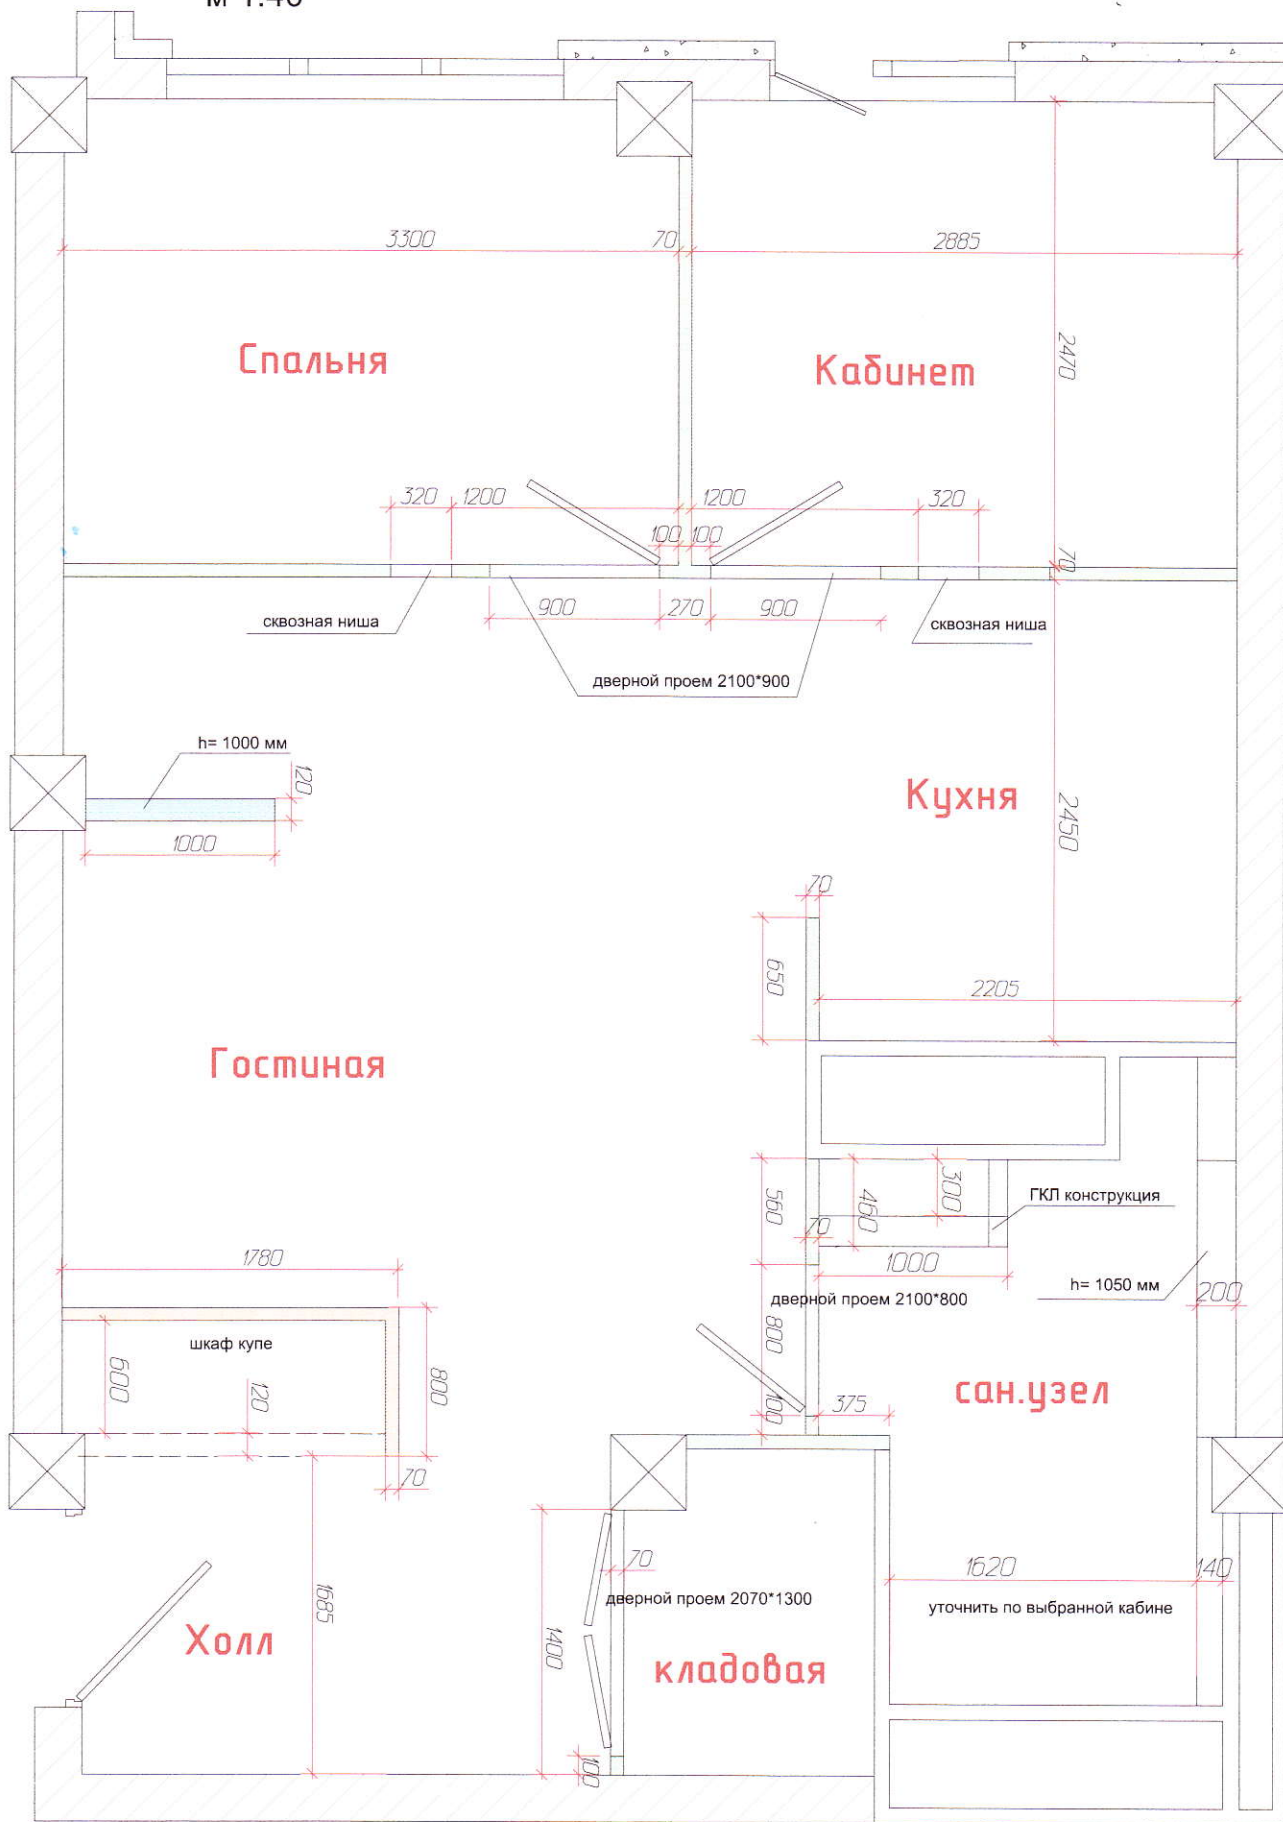 м 1:40
3300
70
2885
Спальня
Кабинет
2470
320
1200
1200
320
100
100
70
900
270
900
сквозная ниша
сквозная ниша
дверной проем 2100*900
h= 1000 мм
120
Кухня
1000
2450
70
650
2205
Гостиная
560
460
300
ГКЛ конструкция
70
1780
1000
h= 1050 мм
200
дверной проем 2100*800
шкаф купе
600
120
800
800
100
375
сан.узел
70
1685
70
1620
140
дверной проем 2070*1300
уточнить по выбранной кабине
Холл
1400
кладовая
100